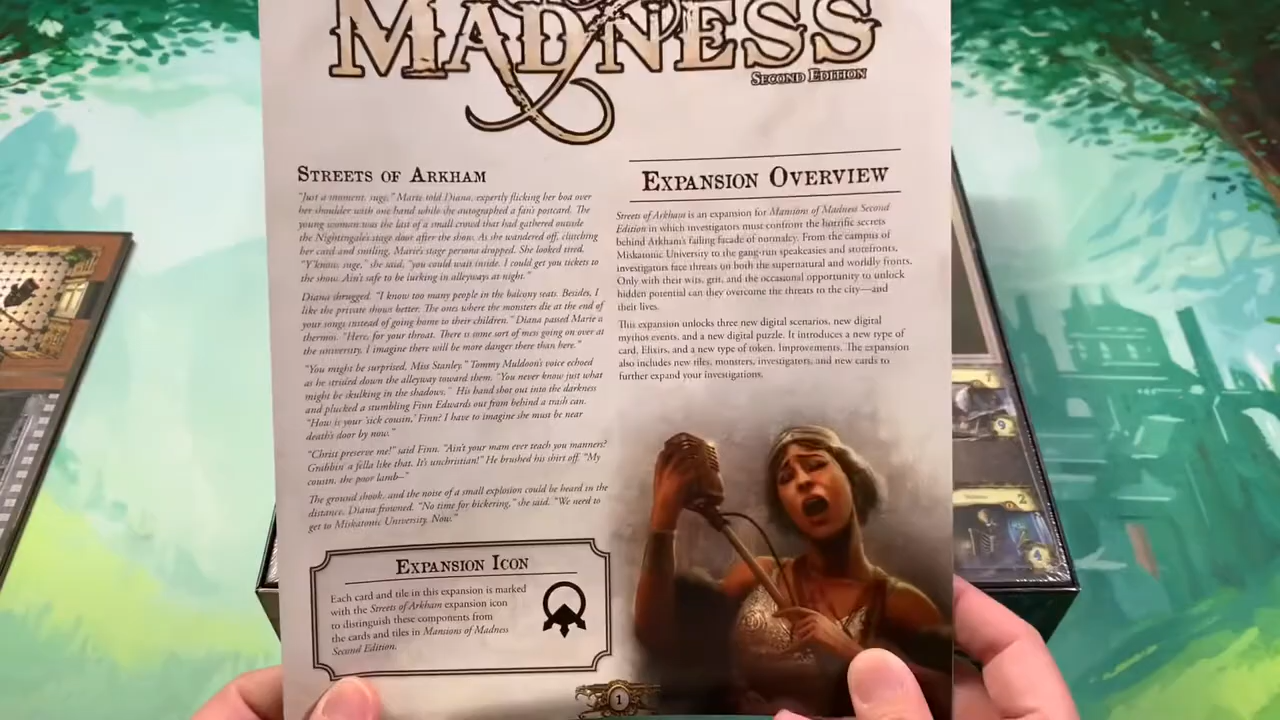 MADNESS
SECOND EDITION
STREETS OF ARKHAM
"Just a moment, suge," Marie told Diana, expertly flicking her boa over
her shoulder with one hand while she autographed a fan's postcard. The
young woman was the last of a small crowd that had gathered outside
the Nightingale's stage door after the show. As she wandered off, clutching
her card and smiling, Marie's stage persona dropped. She looked tired.
"Y'know, suge," she said, "you could wait inside. I could get you tickets to
the show. Ain't safe to be lurking in alleyways at night."
Diana shrugged. "I know too many people in the balcony seats. Besides, I
like the private shows better. The ones where the monsters die at the end of
your songs instead of going home to their children." Diana passed Marie a
thermos. "Here, for your throat. There is some sort of mess going on over at
the university. I imagine there will be more danger there than here."
"You might be surprised, Miss Stanley." Tommy Muldoon's voice echoed
as he strided down the alleyway toward them. "You never know just what
might be skulking in the shadows." His hand shot out into the darkness
and plucked a stumbling Finn Edwards out from behind a trash can.
"How is your 'sick cousin,' Finn? I have to imagine she must be near
death's door by now."
"Christ preserve me!" said Finn. "Ain't your mam ever teach you manners?
Grabbin' a fella like that. It's unchristian!" He brushed his shirt off. "My
cousin, the poor lamb–"
The ground shook, and the noise of a small explosion could be heard in the
distance. Diana frowned. "No time for bickering," she said. "We need to
get to Miskatonic University. Now."
EXPANSION ICON
Each card and tile in this expansion is marked
with the Streets of Arkham expansion icon
to distinguish these components from
the cards and tiles in Mansions of Madness
Second Edition.
EXPANSION OVERVIEW
Streets of Arkham is an expansion for Mansions of Madness Second
Edition in which investigators must confront the horrific secrets
behind Arkham's failing facade of normalcy. From the campus of
Miskatonic University to the gang-run speakeasies and storefronts,
investigators face threats on both the supernatural and worldly fronts.
Only with their wits, grit, and the occasional opportunity to unlock
hidden potential can they overcome the threats to the city—and
their lives.
This expansion unlocks three new digital scenarios, new digital
mythos events, and a new digital puzzle. It introduces a new type of
card, Elixirs, and a new type of token, Improvements. The expansion
also includes new tiles, monsters, investigators, and new cards to
further expand your investigations.
1
9
2
4